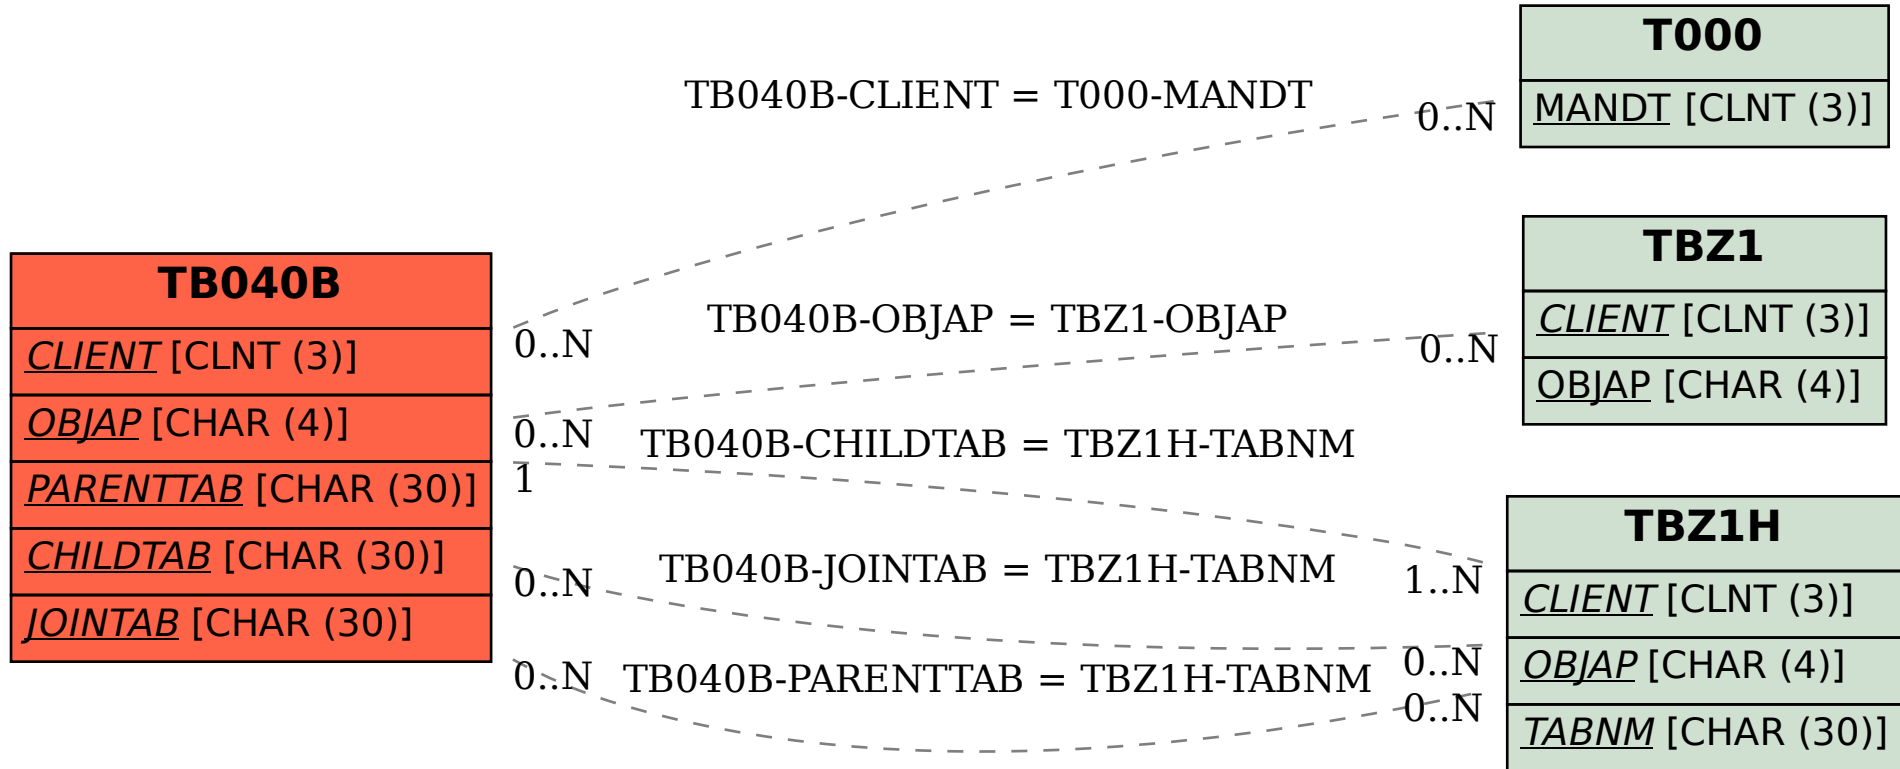 T000
MANDT [CLNT (3)]
TB040B-CLIENT = T000-MANDT
0..N
TBZ1
CLIENT [CLNT (3)]
OBJAP [CHAR (4)]
TB040B
CLIENT [CLNT (3)]
OBJAP [CHAR (4)]
PARENTTAB [CHAR (30)]
CHILDTAB [CHAR (30)]
JOINTAB [CHAR (30)]
0..N
TB040B-OBJAP = TBZ1-OBJAP
0..N
0..N
TB040B-CHILDTAB = TBZ1H-TABNM
1
1..N
TB040B-JOINTAB = TBZ1H-TABNM
0..N
0..N
TB040B-PARENTTAB = TBZ1H-TABNM
0..N
0..N
TBZ1H
CLIENT [CLNT (3)]
OBJAP [CHAR (4)]
TABNM [CHAR (30)]